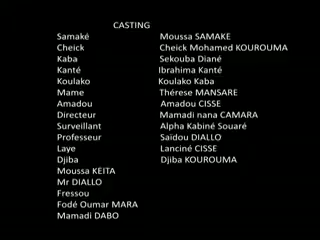 CASTING
Samaké Moussa SAMAKE
Cheick Cheick Mohamed KOUROUMA
Kaba Sekouba Diané
Kanté Ibrahima Kanté
Koulako Koulako Kaba
Mame Thérese MANSARE
Amadou Amadou CISSE
Directeur Mamadi nana CAMARA
Surveillant Alpha Kabiné Souaré
Professeur Saïdou DIALLO
Laye Lanciné CISSE
Djiba Djiba KOUROUMA
Moussa KEITA
Mr DIALLO
Fressou
Fodé Oumar MARA
Mamadi DABO